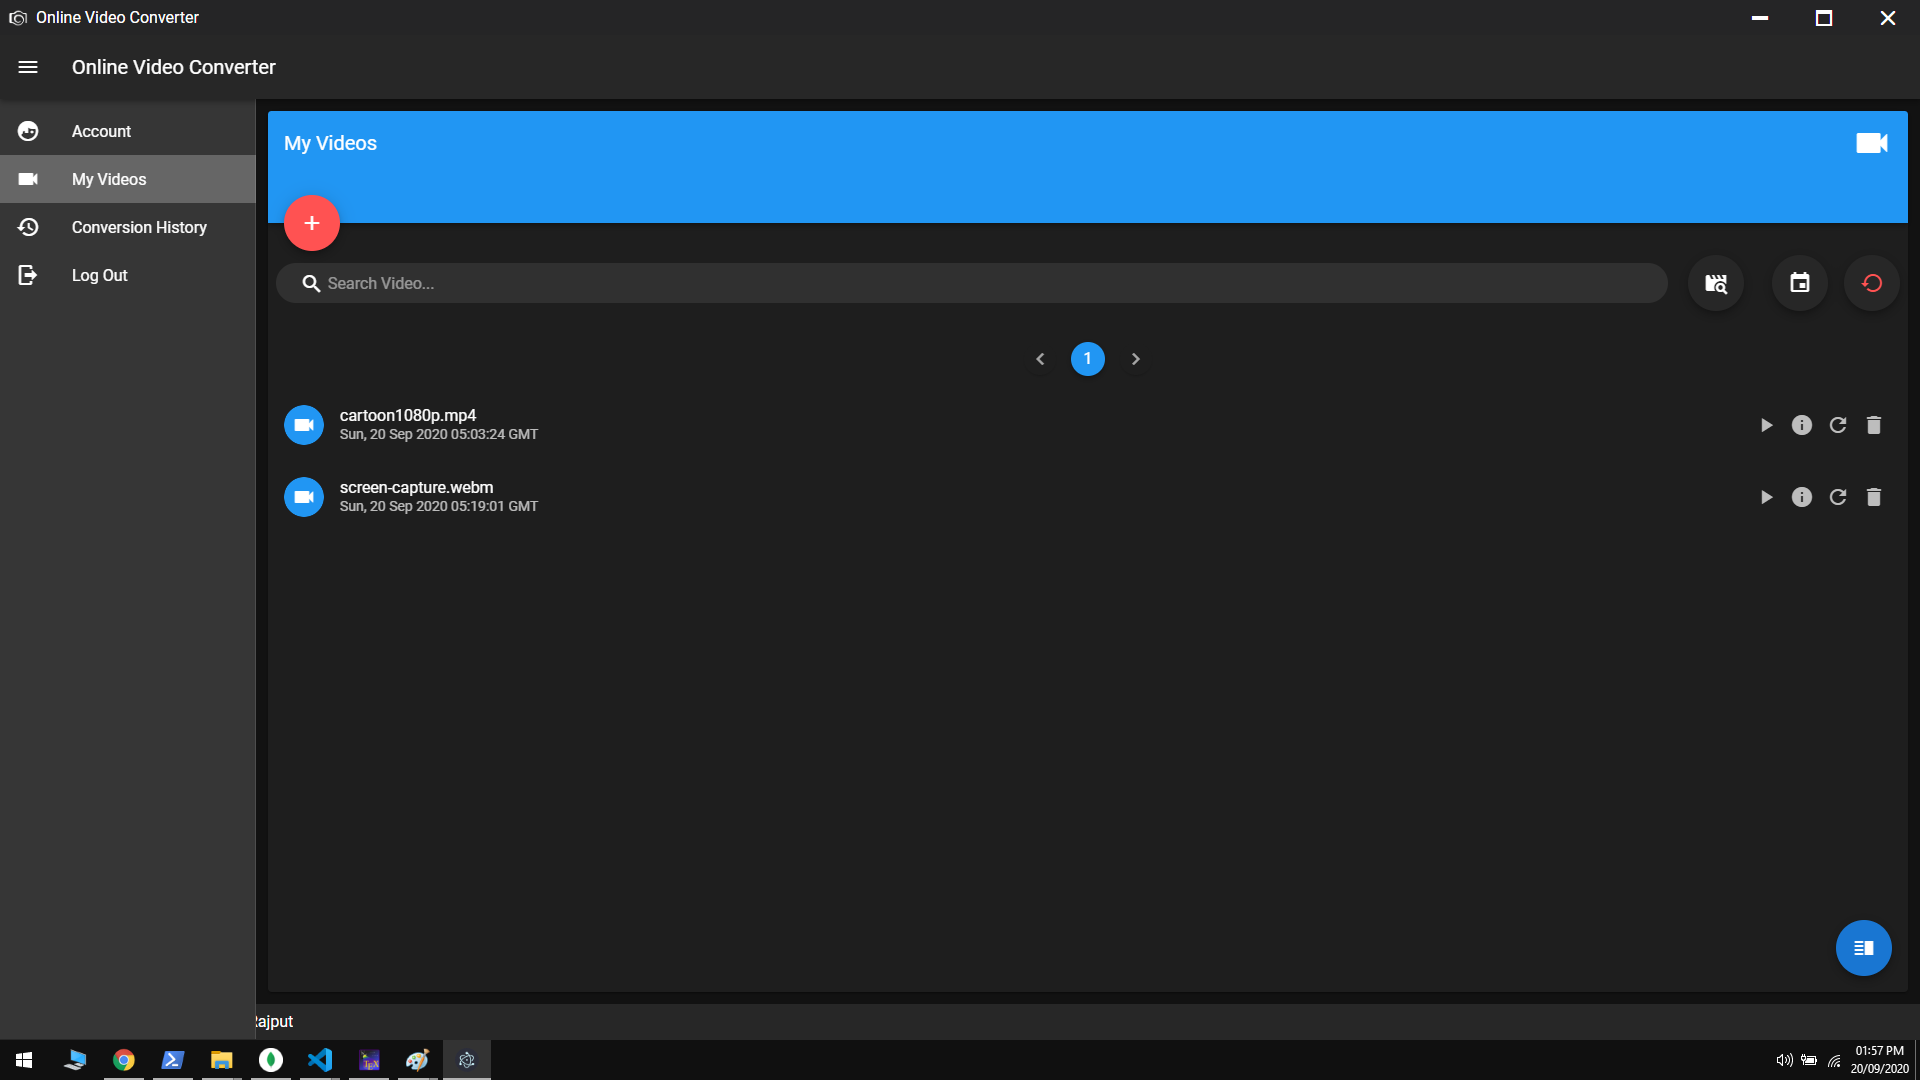 Online Video Converter
Online Video Converter
Account
My Videos
Conversion History
Log Out
My Videos
+
Search Video...
1
cartoon1080p.mp4
Sun, 20 Sep 2020 05:03:24 GMT
screen-capture.webm
Sun, 20 Sep 2020 05:19:01 GMT
Rajput
01:57 PM
20/09/2020